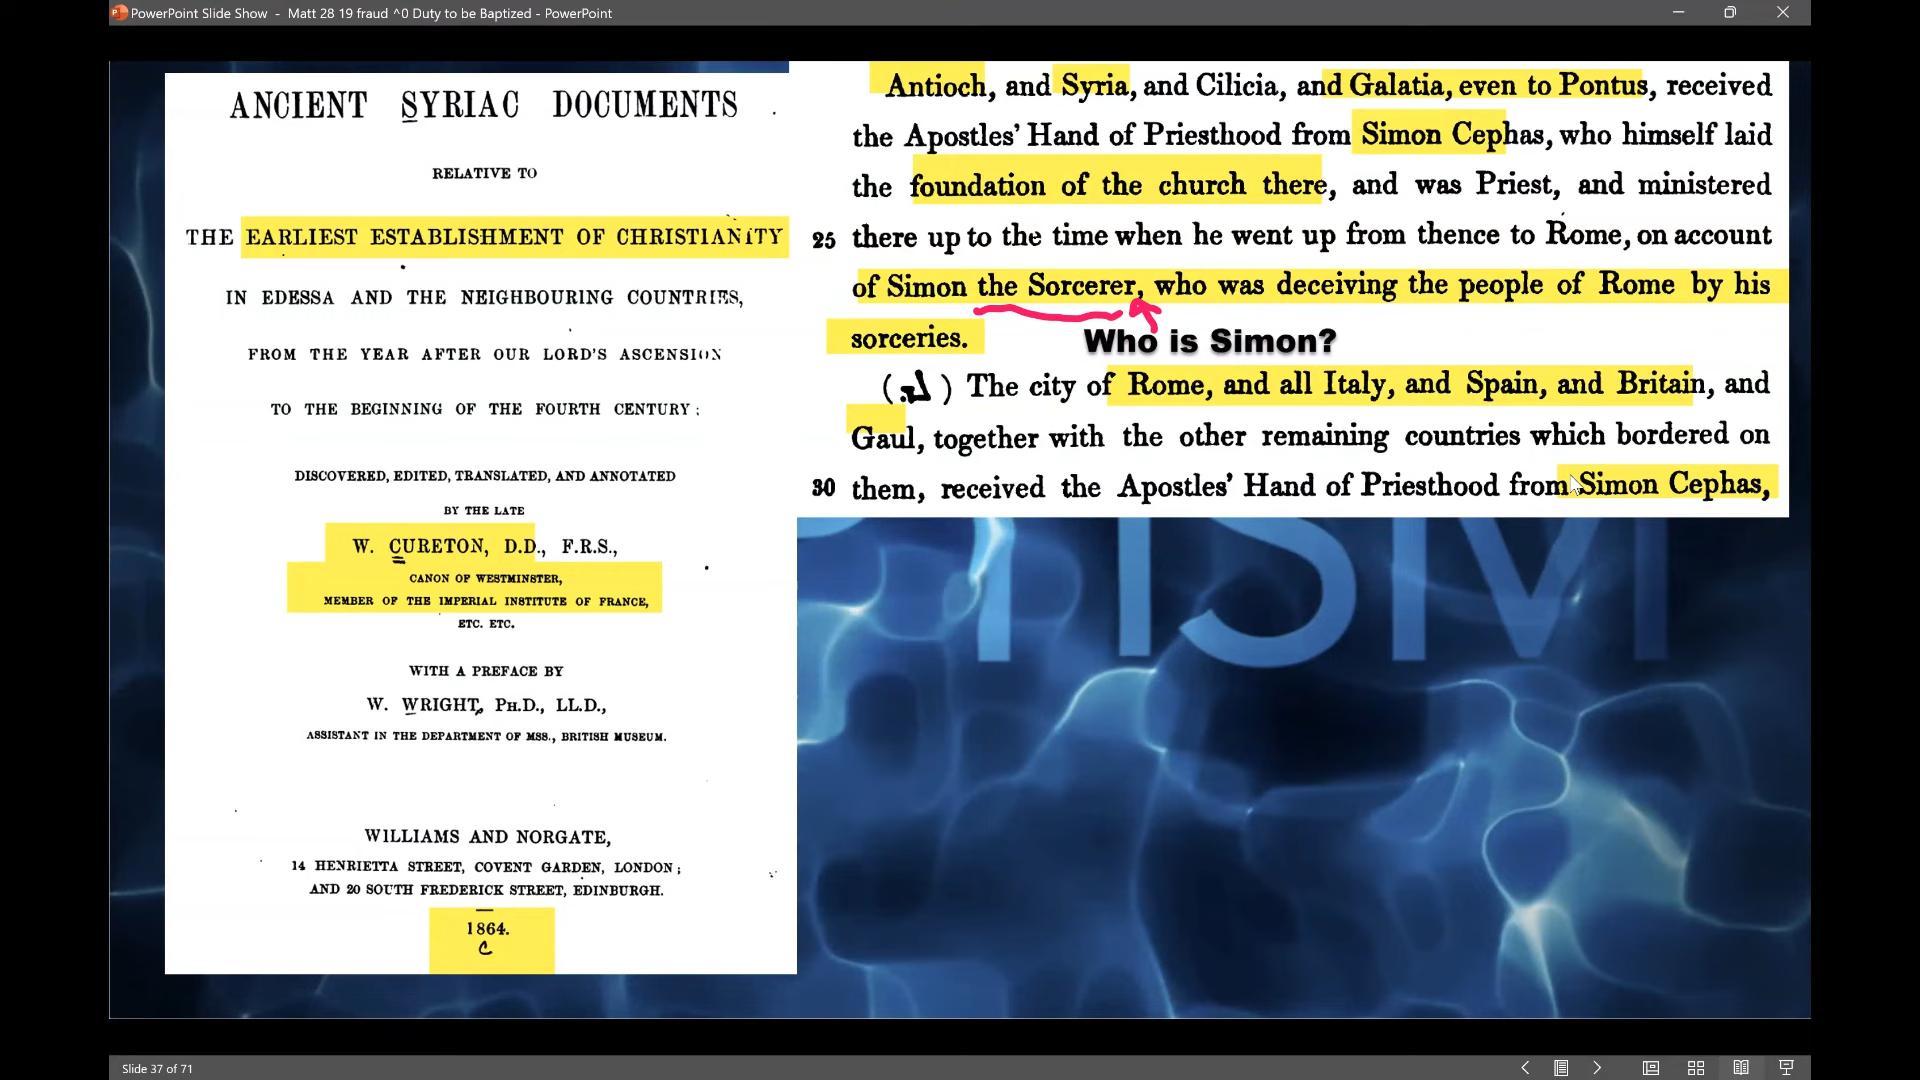 PowerPoint Slide Show - Matt 28 19 fraud ^0 Duty to be Baptized - PowerPoint
ANCIENT SYRIAC DOCUMENTS
RELATIVE TO
THE EARLIEST ESTABLISHMENT OF CHRISTIANITY
IN EDESSA AND THE NEIGHBOURING COUNTRIES,
FROM THE YEAR AFTER OUR LORD'S ASCENSION
TO THE BEGINNING OF THE FOURTH CENTURY;
DISCOVERED, EDITED, TRANSLATED, AND ANNOTATED
BY THE LATE
W. CURETON, D.D., F.R.S.,
CANON OF WESTMINSTER,
MEMBER OF THE IMPERIAL INSTITUTE OF FRANCE,
ETC. ETC.
WITH A PREFACE BY
W. WRIGHT, PH.D., LL.D.,
ASSISTANT IN THE DEPARTMENT OF MSS., BRITISH MUSEUM.
WILLIAMS AND NORGATE,
14 HENRIETTA STREET, COVENT GARDEN, LONDON;
AND 20 SOUTH FREDERICK STREET, EDINBURGH.
1864.
Antioch, and Syria, and Cilicia, and Galatia, even to Pontus, received
the Apostles' Hand of Priesthood from Simon Cephas, who himself laid
the foundation of the church there, and was Priest, and ministered
25 there up to the time when he went up from thence to Rome, on account
of Simon the Sorcerer, who was deceiving the people of Rome by his
sorceries.
Who is Simon?
( ) The city of Rome, and all Italy, and Spain, and Britain, and
Gaul, together with the other remaining countries which bordered on
30 them, received the Apostles' Hand of Priesthood from Simon Cephas,
TISM
Slide 37 of 71